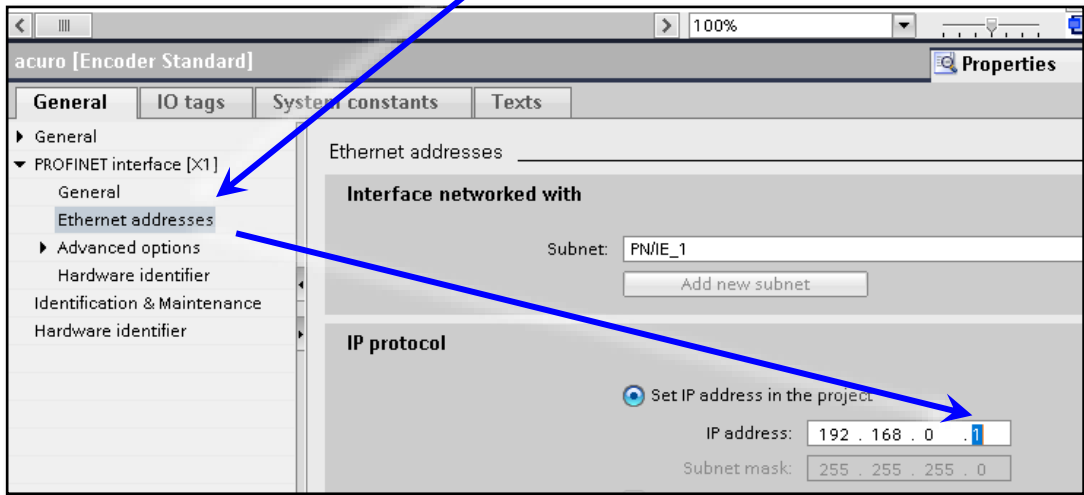 100%
acuro [Encoder Standard]
Properties
General IO tags System constants Texts
General
PROFINET interface [X1]
General
Ethernet addresses
Advanced options
Hardware identifier
Identification & Maintenance
Hardware identifier
Ethernet addresses
Interface networked with
Subnet: PN/IE_1
Add new subnet
IP protocol
Set IP address in the project
IP address: 192 . 168 . 0 . 1
Subnet mask: 255 . 255 . 255 . 0